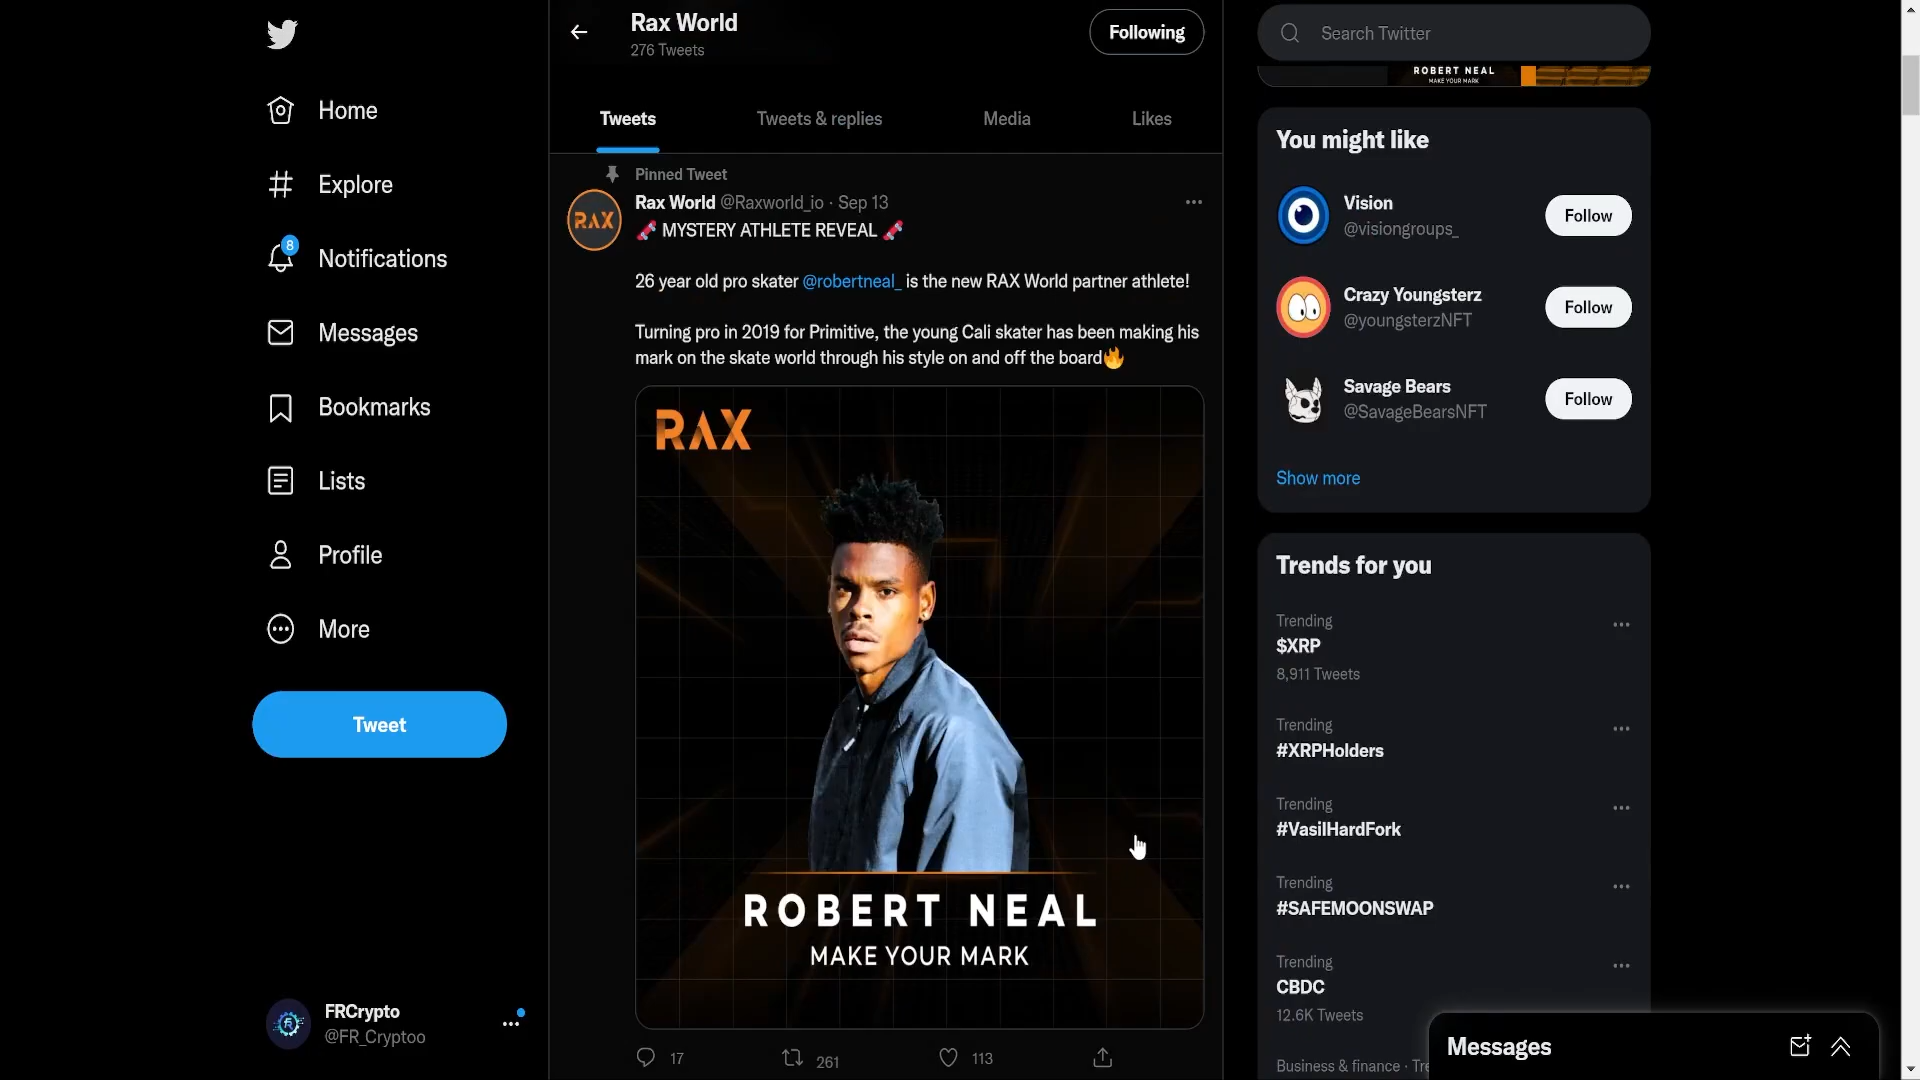 Home
Explore
8
Notifications
Messages
Bookmarks
Lists
Profile
More
Tweet
FRCrypto
@FR_Cryptoo
Rax World
276 Tweets
Following
Tweets
Tweets & replies
Media
Likes
Pinned Tweet
Rax World @Raxworld_io · Sep 13
MYSTERY ATHLETE REVEAL
26 year old pro skater @robertneal_ is the new RAX World partner athlete!
Turning pro in 2019 for Primitive, the young Cali skater has been making his
mark on the skate world through his style on and off the board🔥
RAX
RAX
ROBERT NEAL
MAKE YOUR MARK
17
261
113
Search Twitter
ROBERT NEAL
MAKE YOUR MARK
You might like
Vision
@visiongroups_
Follow
Crazy Youngsterz
@youngsterzNFT
Follow
Savage Bears
@SavageBearsNFT
Follow
Show more
Trends for you
Trending
$XRP
8,911 Tweets
Trending
#XRPHolders
Trending
#VasilHardFork
Trending
#SAFEMOONSWAP
Trending
CBDC
12.6K Tweets
Business & finance · Tre
Messages